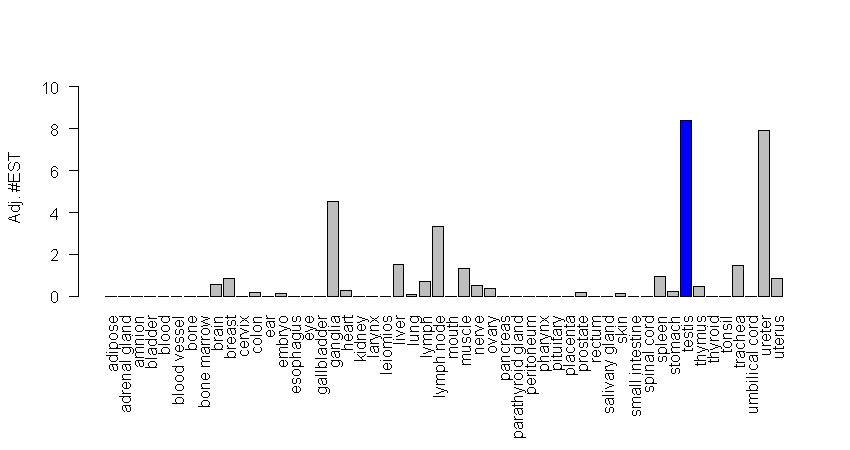 Adj. #EST
10
8
6
4
2
0
adipose
adrenal gland
amnion
bladder
blood
blood vessel
bone
bone marrow
brain
breast
cervix
colon
ear
embryo
esophagus
eye
gallbladder
ganglia
heart
kidney
larynx
leiomios
liver
lung
lymph
lymph node
mouth
muscle
nerve
ovary
pancreas
parathyroid gland
peritoneum
pharynx
pituitary
placenta
prostate
rectum
salivary gland
skin
small intestine
spinal cord
spleen
stomach
testis
thymus
thyroid
tonsil
trachea
umbilical cord
ureter
uterus